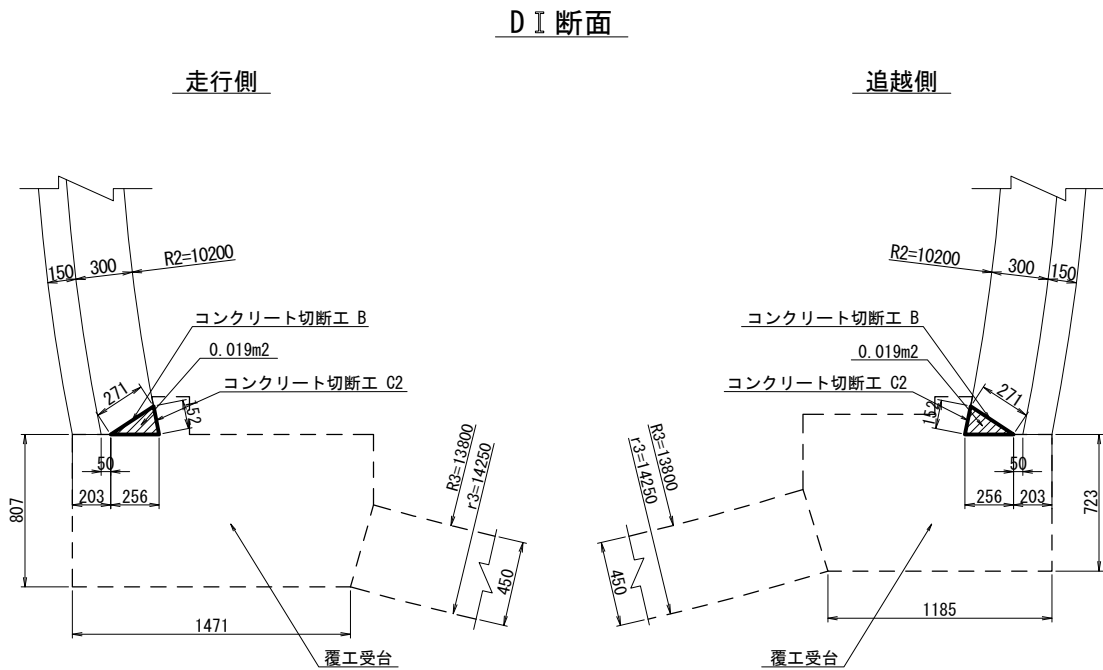 DⅠ断面
走行側
追越側
150
300
R2=10200
コンクリート切断工 B
0.019m2
コンクリート切断工 C2
271
152
50
203
256
807
1471
R3=13800
r3=14250
450
覆工受台
R2=10200
300
150
コンクリート切断工 B
0.019m2
コンクリート切断工 C2
271
152
50
256
203
723
1185
R3=13800
r3=14250
450
覆工受台